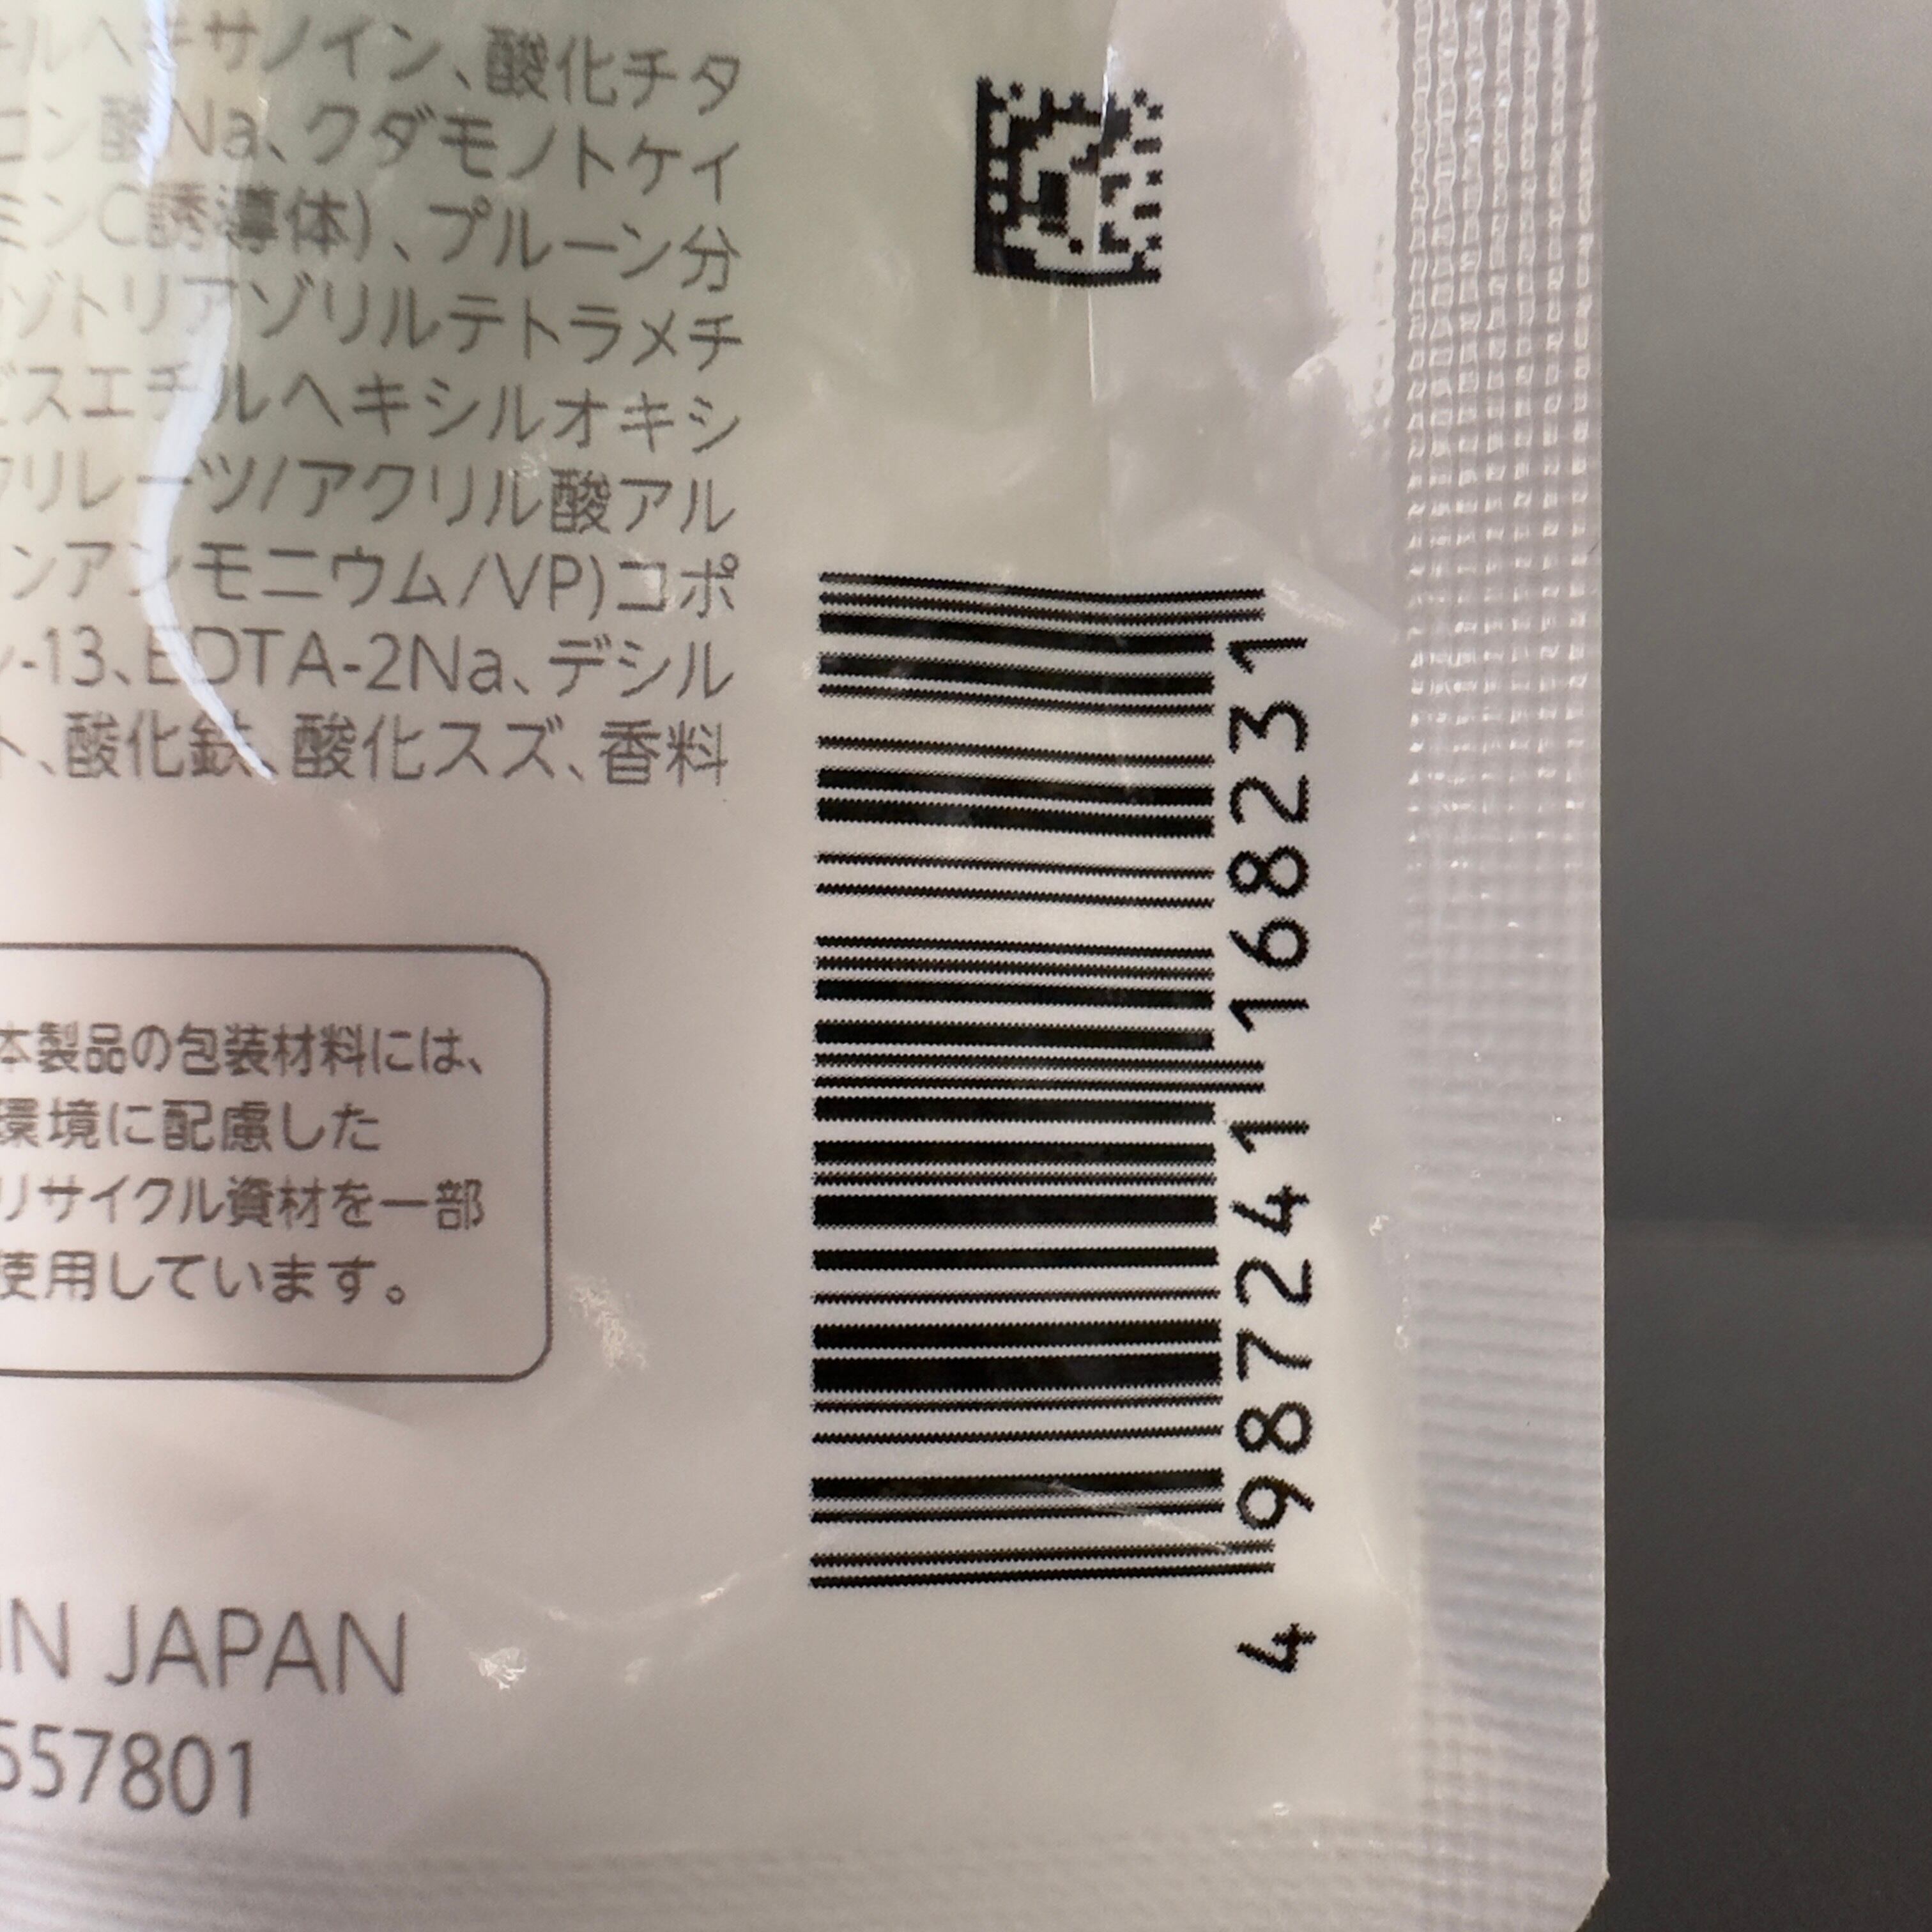 ルヘキサノイン、酸化チタ
コン酸Na、クダモノトケイ
ミンC誘導体)、プルーン分
ゾトリアゾリルテトラメチ
ビスエチルヘキシルオキシ
クリレーツ/アクリル酸アル
ンアンモニウム/VP)コポ
-13、EDTA-2Na、デシル
ト、酸化鉄、酸化スズ、香料
本製品の包装材料には、
環境に配慮した
リサイクル資材を一部
使用しています。
IN JAPAN
557801
4 987241 168231